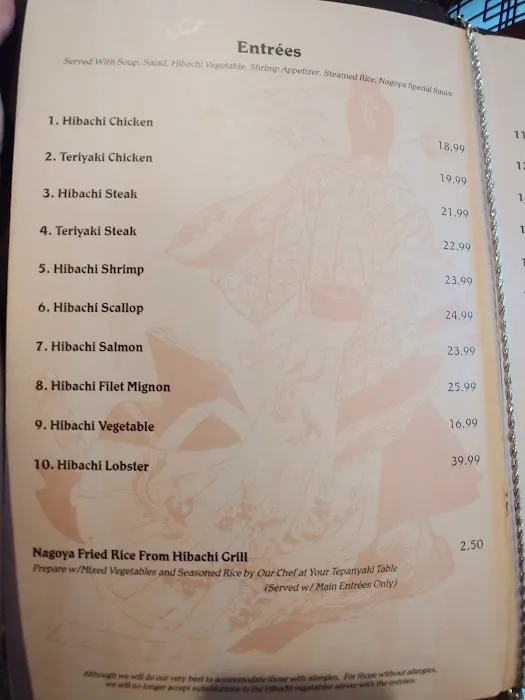 Entrées
Served With Soup, Salad, Hibachi Vegetable, Shrimp Appetizer, Steamed Rice, Nagoya Special Sauce
1. Hibachi Chicken 18.99
2. Teriyaki Chicken 19.99
3. Hibachi Steak 21.99
4. Teriyaki Steak 22.99
5. Hibachi Shrimp 23.99
6. Hibachi Scallop 24.99
7. Hibachi Salmon 23.99
8. Hibachi Filet Mignon 25.99
9. Hibachi Vegetable 16.99
10. Hibachi Lobster 39.99
Nagoya Fried Rice From Hibachi Grill 2.50
Prepare w/Mixed Vegetables and Seasoned Rice by Our Chef at Your Tepanyaki Table
(Served w/ Main Entrées Only)
Although we will do our very best to accommodate those with allergies. For those without allergies,
we will no longer accept substitutions to the Hibachi vegetables server with the entrées.
11
12
1
1
1